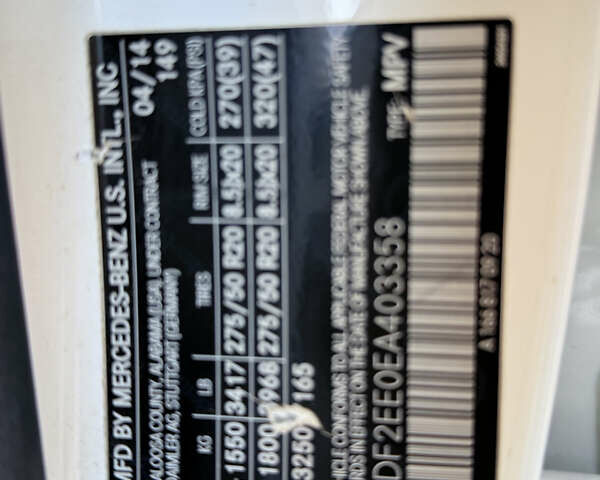 MFD BY MERCEDES-BENZ U.S. INTL., INC
04/14
149
ALOOSA COUNTY, ALABAMA (USA), UNDER CONTRACT
DAIMLER AG, STUTTGART (GERMANY)
KG LB TIRES RIM SIZE COLD KPA(PSI)
1550 3417 275/50 R20 8.5Jx20 270(39)
1800 3968 275/50 R20 8.5Jx20 320(47)
3250 165
HICLE CONFORMS TO ALL APPLICABLE FEDERAL MOTOR VEHICLE SAFETY
NDS IN EFFECT ON THE DATE OF MANUFACTURE SHOWN ABOVE.
DF2EE0EA403358 TYPE: MPV